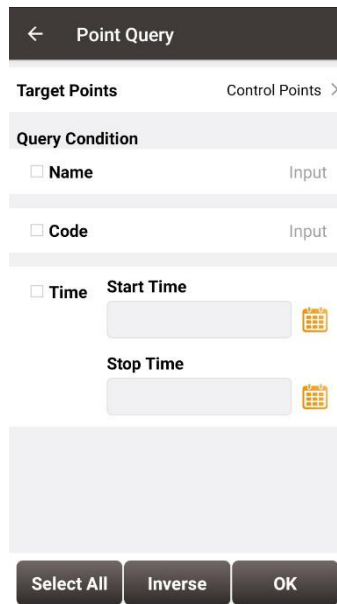 Point Query
Target Points Control Points
Query Condition
Name Input
Code Input
Time Start Time
Stop Time
Select All Inverse OK